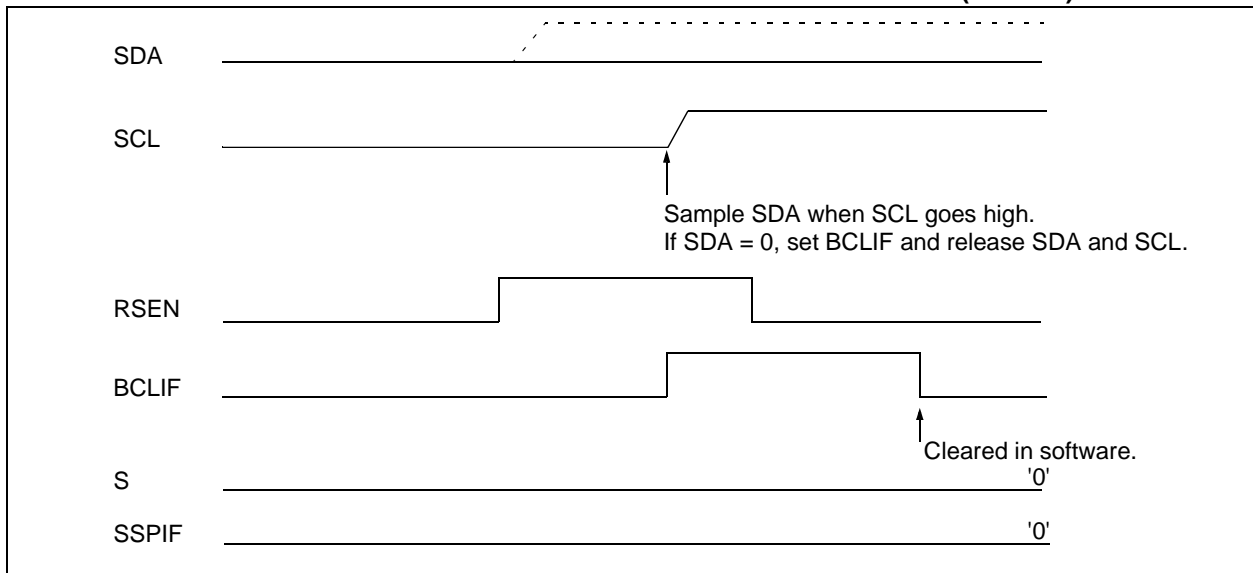 SDA
SCL
Sample SDA when SCL goes high.
If SDA = 0, set BCLIF and release SDA and SCL.
RSEN
BCLIF
Cleared in software.
S
'0'
SSPIF
'0'